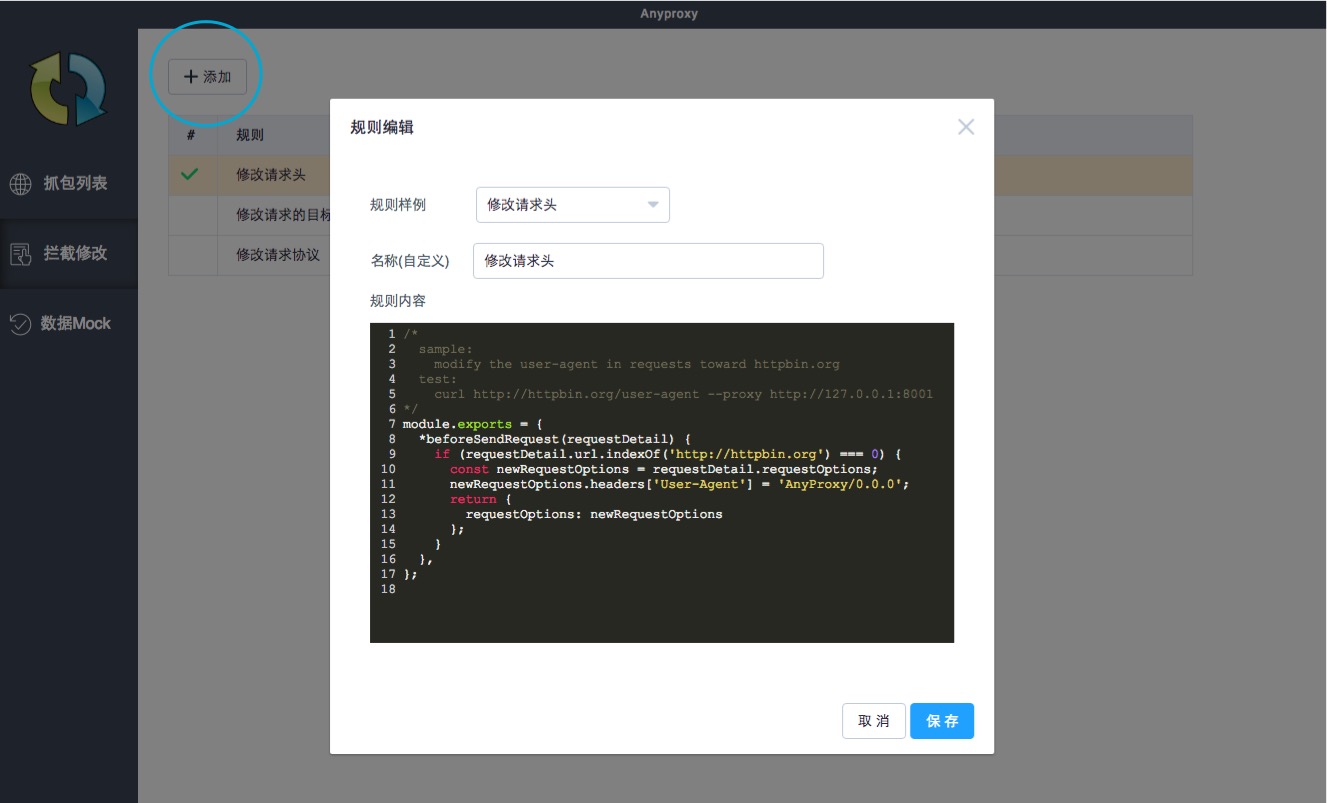 Anyproxy
添加
规则编辑
# 规则
抓包列表
修改请求头
规则样例 修改请求头
修改请求的目标
拦截修改
修改请求协议
名称(自定义) 修改请求头
规则内容
数据Mock
1 /*
2 sample:
3 modify the user-agent in requests toward httpbin.org
4 test:
5 curl http://httpbin.org/user-agent --proxy http://127.0.0.1:8001
6 */
7 module.exports = {
8 *beforeSendRequest(requestDetail) {
9 if (requestDetail.url.indexOf('http://httpbin.org') === 0) {
10 const newRequestOptions = requestDetail.requestOptions;
11 newRequestOptions.headers['User-Agent'] = 'AnyProxy/0.0.0';
12 return {
13 requestOptions: newRequestOptions
14 };
15 }
16 },
17 };
18
取 消 保 存